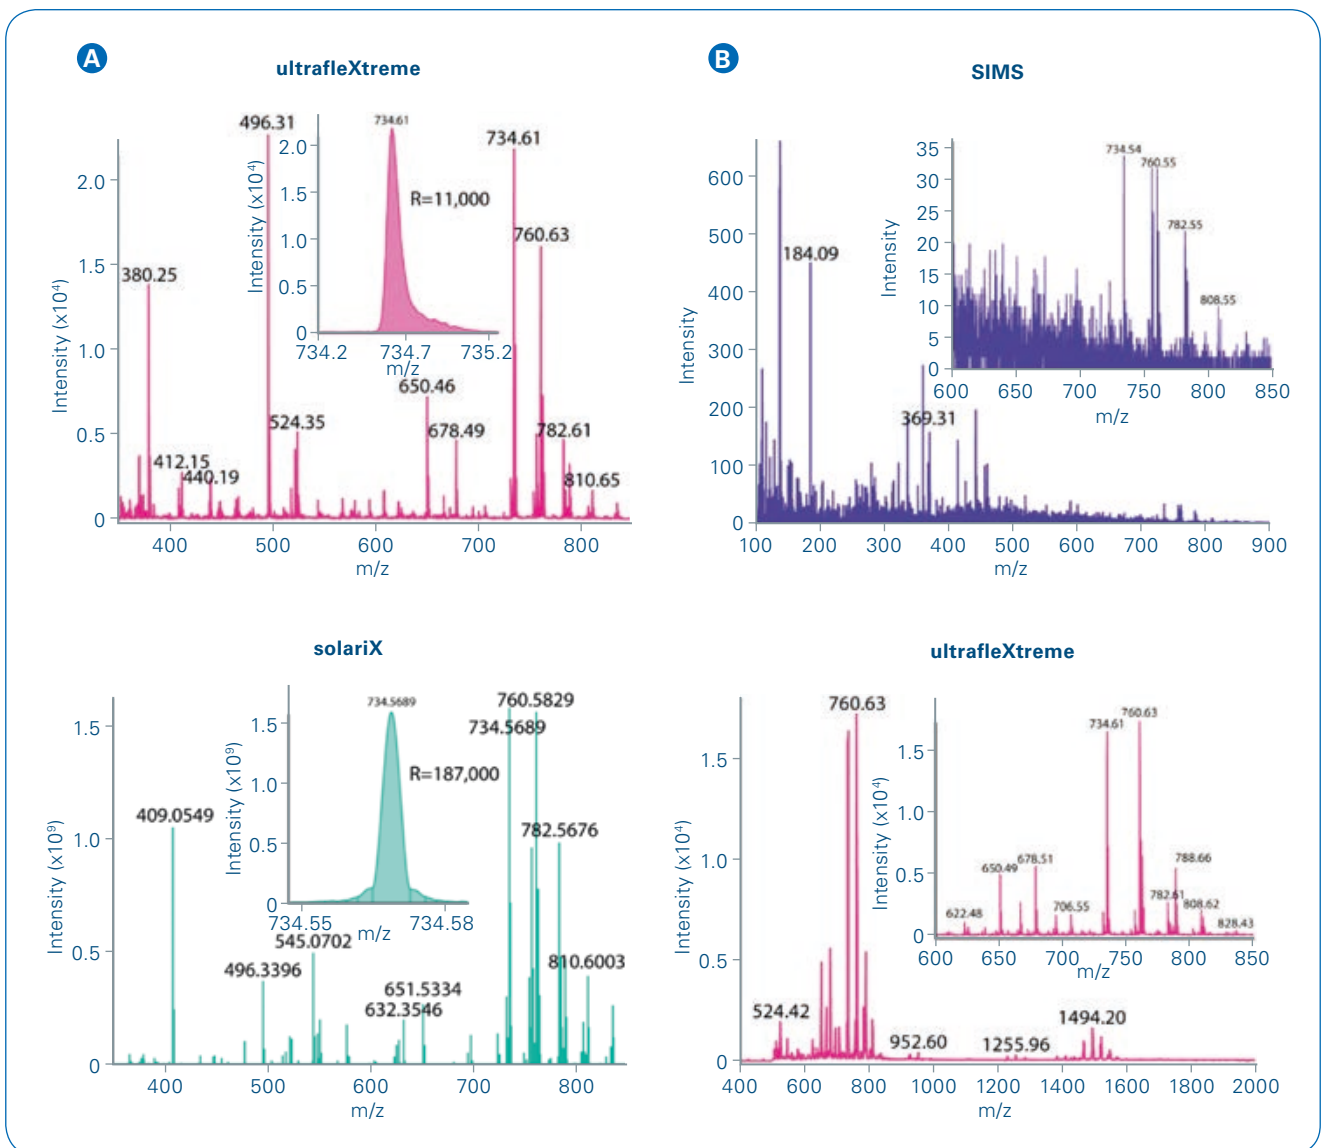 A
ultrafleXtreme
496.31
734.61
734.61
2.0
R=11,000
1.5
1.0
0.5
0
Intensity (x10⁴)
734.2 734.7 735.2
m/z
2.0
1.5
1.0
0.5
0
Intensity (x10⁴)
380.25
760.63
650.46
524.35
678.49
782.61
412.15
440.19
810.65
400 500 600 700 800
m/z
B
SIMS
600
500
400
300
200
100
0
Intensity
184.09
369.31
35
30
25
20
15
10
5
0
Intensity
734.54
760.55
782.55
808.55
600 650 700 750 800 850
m/z
100 200 300 400 500 600 700 800 900
m/z
solariX
1.5
1.0
0.5
0
Intensity (x10⁹)
734.5689
1.5
1.0
0.5
0
Intensity (x10⁹)
R=187,000
734.55 734.58
m/z
760.5829
734.5689
409.0549
782.5676
545.0702
496.3396
810.6003
651.5334
632.3546
400 500 600 700 800
m/z
ultrafleXtreme
1.5
1.0
0.5
0
Intensity (x10⁴)
760.63
524.42
952.60
1255.96
1494.20
1.5
1.0
0.5
0
Intensity (x10⁴)
734.61
760.63
650.49
678.51
788.66
782.61
808.62
622.48
706.55
828.43
600 650 700 750 800 850
m/z
400 600 800 1000 1200 1400 1600 1800 2000
m/z